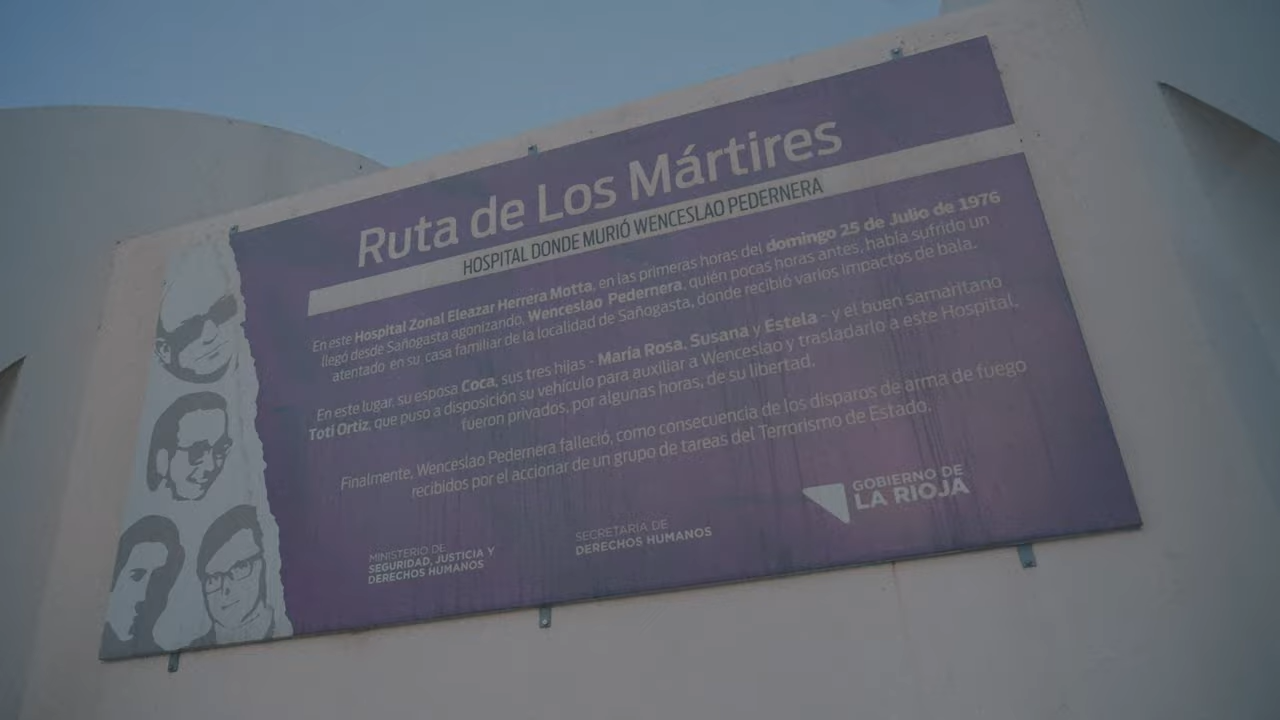 Ruta de Los Mártires
HOSPITAL DONDE MURIÓ WENCESLAO PEDERNERA
En este Hospital Zonal Eleazar Herrera Motta, en las primeras horas del domingo 25 de Julio de 1976
llegó desde Sañogasta agonizando, Wenceslao Pedernera, quién pocas horas antes, había sufrido un
atentado en su casa familiar de la localidad de Sañogasta, donde recibió varios impactos de bala.
En este lugar, su esposa Coca, sus tres hijas - María Rosa, Susana y Estela - y el buen samaritano
Toti Ortiz, que puso a disposición su vehículo para auxiliar a Wenceslao y trasladarlo a este Hospital,
fueron privados, por algunas horas, de su libertad.
Finalmente, Wenceslao Pedernera falleció, como consecuencia de los disparos de arma de fuego
recibidos por el accionar de un grupo de tareas del Terrorismo de Estado.
MINISTERIO DE
SEGURIDAD, JUSTICIA Y
DERECHOS HUMANOS
SECRETARÍA DE
DERECHOS HUMANOS
GOBIERNO DE
LA RIOJA